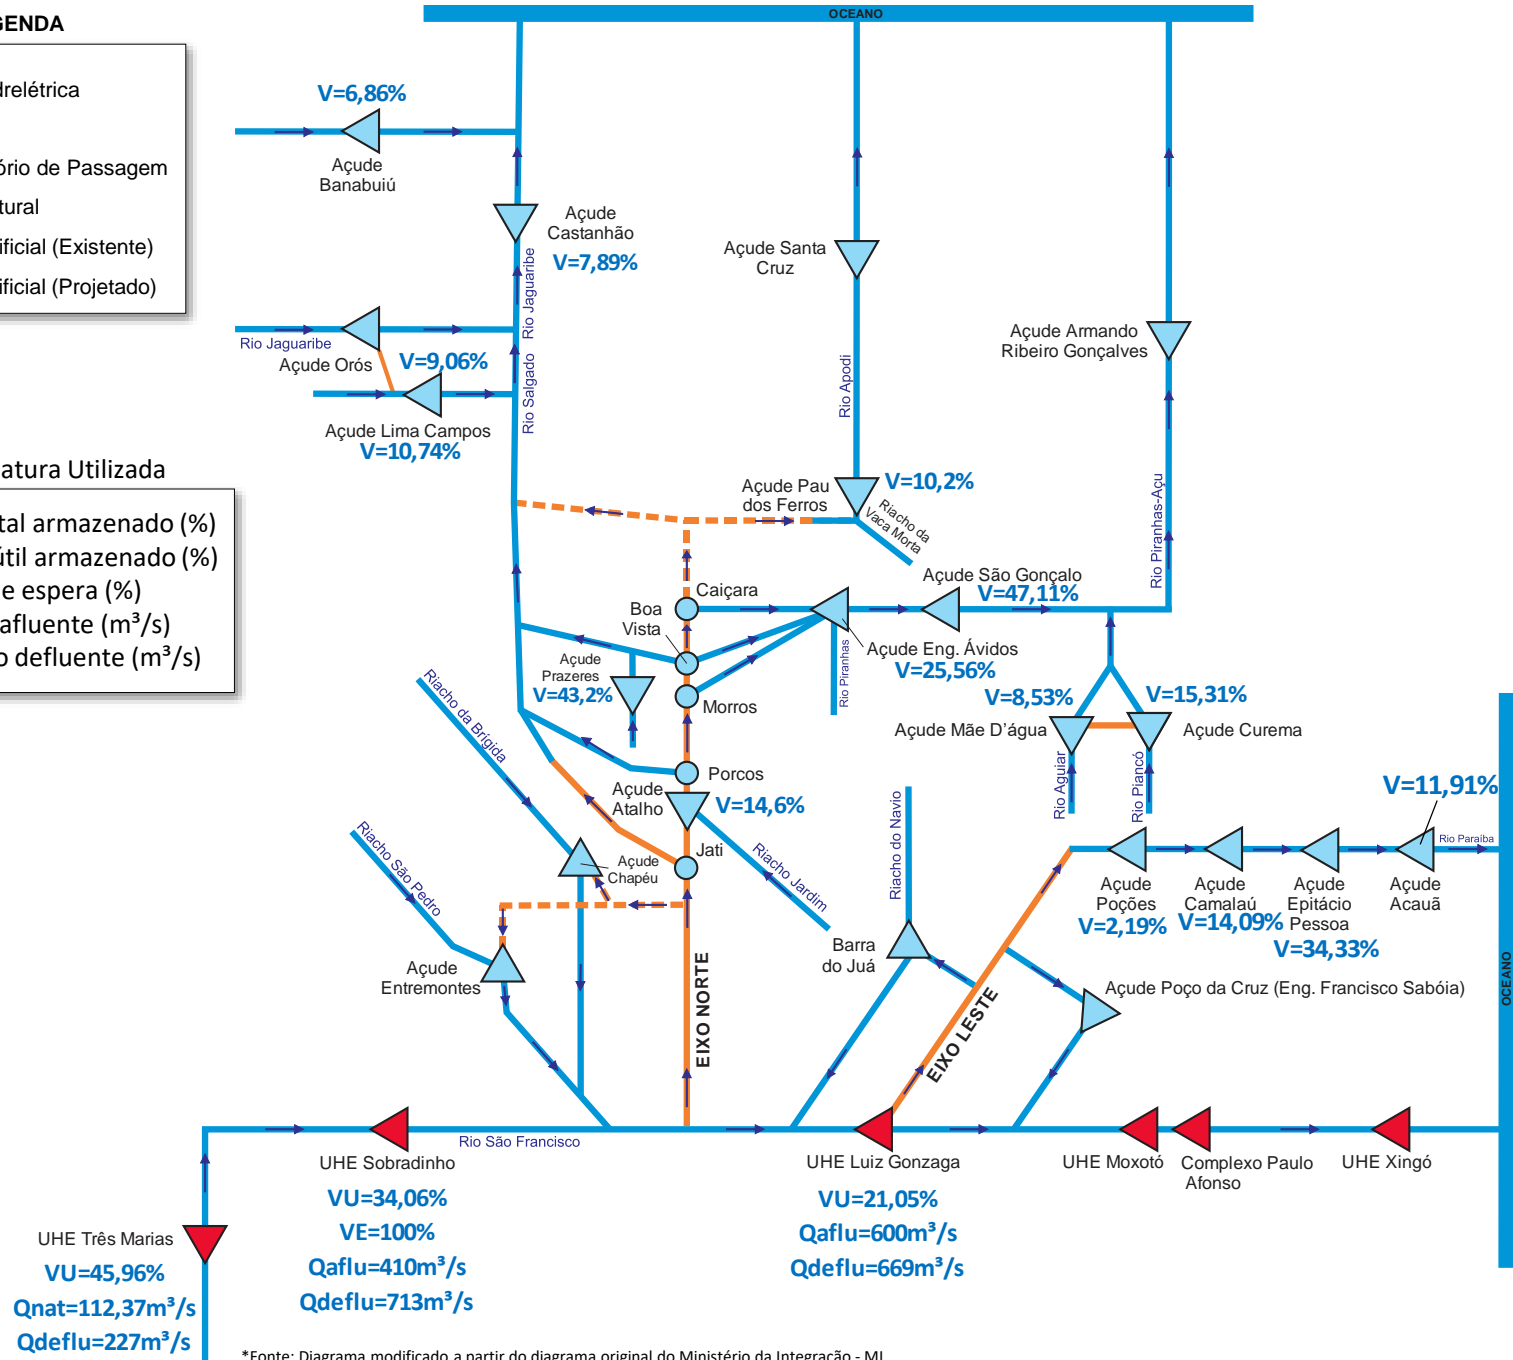 OCEANO
GENDA
drelétrica
ório de Passagem
tural
ificial (Existente)
ificial (Projetado)
V=6,86%
Açude
Banabuiú
Açude
Castanhão
V=7,89%
Rio Jaguaribe
Açude Santa
Cruz
Rio Jaguaribe
Açude Orós
V=9,06%
Rio Salgado
Açude Lima Campos
V=10,74%
Rio Apodi
Açude Armando
Ribeiro Gonçalves
atura Utilizada
tal armazenado (%)
útil armazenado (%)
e espera (%)
afluente (m³/s)
o defluente (m³/s)
Açude Pau
dos Ferros
V=10,2%
Riacho da
Vaca Morta
Rio Piranhas-Açu
Açude São Gonçalo
V=47,11%
Caiçara
Boa
Vista
Açude Eng. Ávidos
V=25,56%
Rio Piranhas
Açude
Prazeres
V=43,2%
Morros
V=8,53%
V=15,31%
Açude Mãe D'água
Açude Curema
Rio Aguiar
Rio Piancó
Riacho da Brígida
Porcos
Açude
Atalho
V=14,6%
Riacho do Navio
V=11,91%
Rio Paraíba
Riacho São Pedro
Açude
Chapéu
Jati
Riacho Jardim
Açude
Poções
V=2,19%
Açude
Camalaú
V=14,09%
Açude
Epitácio
Pessoa
V=34,33%
Açude
Acauã
Barra
do Juá
Açude
Entremontes
EIXO NORTE
EIXO LESTE
Açude Poço da Cruz (Eng. Francisco Sabóia)
OCEANO
Rio São Francisco
UHE Sobradinho
VU=34,06%
VE=100%
Qaflu=410m³/s
Qdeflu=713m³/s
UHE Luiz Gonzaga
VU=21,05%
Qaflu=600m³/s
Qdeflu=669m³/s
UHE Moxotó
Complexo Paulo
Afonso
UHE Xingó
UHE Três Marias
VU=45,96%
Qnat=112,37m³/s
Qdeflu=227m³/s
*Fonte: Diagrama modificado a partir do diagrama original do Ministério da Integração - MI